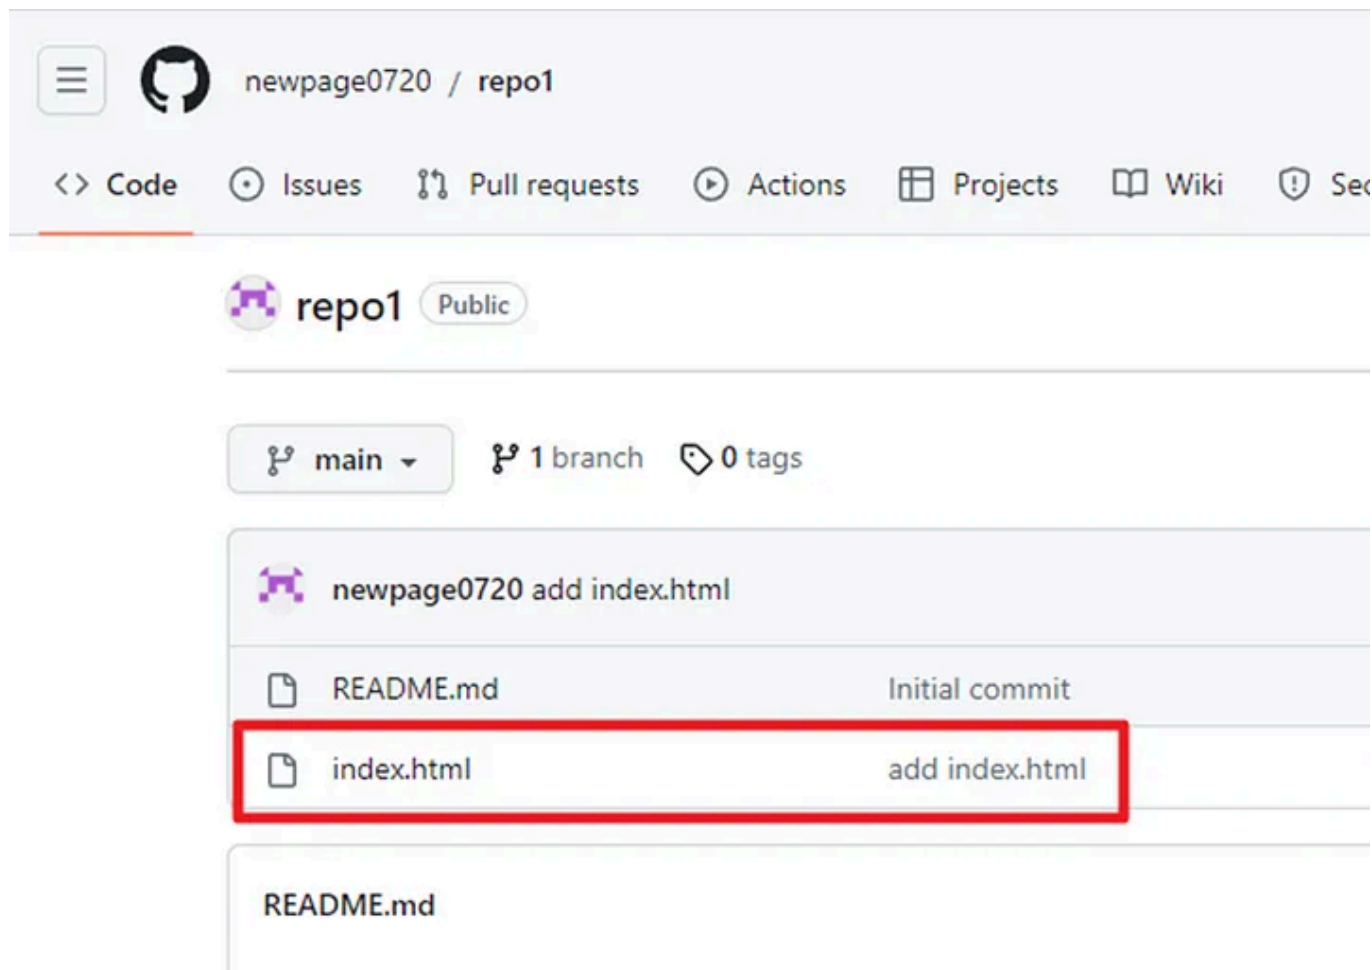 newpage0720 / repo1
Code Issues Pull requests Actions Projects Wiki
repo1 Public
main 1 branch 0 tags
newpage0720 add index.html
README.md Initial commit
index.html add index.html
README.md